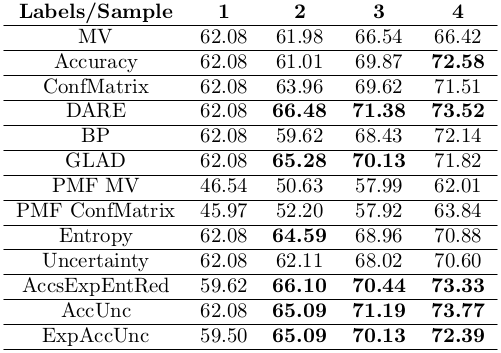 Labels/Sample 1 2 3 4
MV 62.08 61.98 66.54 66.42
Accuracy 62.08 61.01 69.87 72.58
ConfMatrix 62.08 63.96 69.62 71.51
DARE 62.08 66.48 71.38 73.52
BP 62.08 59.62 68.43 72.14
GLAD 62.08 65.28 70.13 71.82
PMF MV 46.54 50.63 57.99 62.01
PMF ConfMatrix 45.97 52.20 57.92 63.84
Entropy 62.08 64.59 68.96 70.88
Uncertainty 62.08 62.11 68.02 70.60
AccsExpEntRed 59.62 66.10 70.44 73.33
AccUnc 62.08 65.09 71.19 73.77
ExpAccUnc 59.50 65.09 70.13 72.39